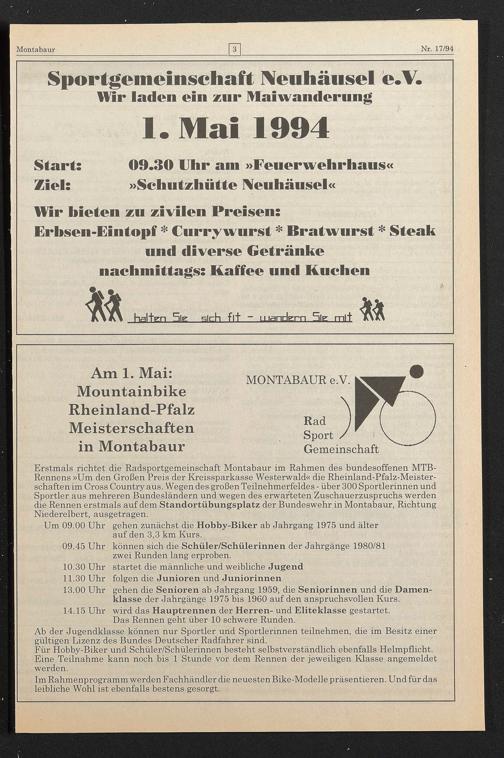 Montabaur 3 Nr. 17/94
Sportgemeinschaft Neuhäusel e.V.
Wir laden ein zur Maiwanderung
1. Mai 1994
Start: 09.30 Uhr am »Feuerwehrhaus«
Ziel: »Schutzhütte Neuhäusel«
Wir bieten zu zivilen Preisen:
Erbsen-Eintopf * Currywurst * Bratwurst * Steak
und diverse Getränke
nachmittags: Kaffee und Kuchen
halten Sie sich fit - wandern Sie mit
Am 1. Mai:
Mountainbike
Rheinland-Pfalz
Meisterschaften
in Montabaur
MONTABAUR e.V.
Rad
Sport
Gemeinschaft
Erstmals richtet die Radsportgemeinschaft Montabaur im Rahmen des bundesoffenen MTB-
Rennens »Um den Großen Preis der Kreissparkasse Westerwald« die Rheinland-Pfalz-Meister-
schaften im Cross Country aus. Wegen des großen Teilnehmerfeldes - über 300 Sportlerinnen und
Sportler aus mehreren Bundesländern und wegen des erwarteten Zuschauerzuspruchs werden
die Rennen erstmals auf dem Standortübungsplatz der Bundeswehr in Montabaur, Richtung
Niederelbert, ausgetragen.
Um 09.00 Uhr gehen zunächst die Hobby-Biker ab Jahrgang 1975 und älter
auf den 3,3 km Kurs.
09.45 Uhr können sich die Schüler/Schülerinnen der Jahrgänge 1980/81
zwei Runden lang erproben.
10.30 Uhr startet die männliche und weibliche Jugend
11.30 Uhr folgen die Junioren und Juniorinnen
13.00 Uhr gehen die Senioren ab Jahrgang 1959, die Seniorinnen und die Damen-
klasse der Jahrgänge 1975 bis 1960 auf den anspruchsvollen Kurs.
14.15 Uhr wird das Hauptrennen der Herren- und Eliteklasse gestartet.
Das Rennen geht über 10 schwere Runden.
Ab der Jugendklasse können nur Sportler und Sportlerinnen teilnehmen, die im Besitz einer
gültigen Lizenz des Bundes Deutscher Radfahrer sind.
Für Hobby-Biker und Schüler/Schülerinnen besteht selbstverständlich ebenfalls Helmpflicht.
Eine Teilnahme kann noch bis 1 Stunde vor dem Rennen der jeweiligen Klasse angemeldet
werden.
Im Rahmenprogramm werden Fachhändler die neuesten Bike-Modelle präsentieren. Und für das
leibliche Wohl ist ebenfalls bestens gesorgt.